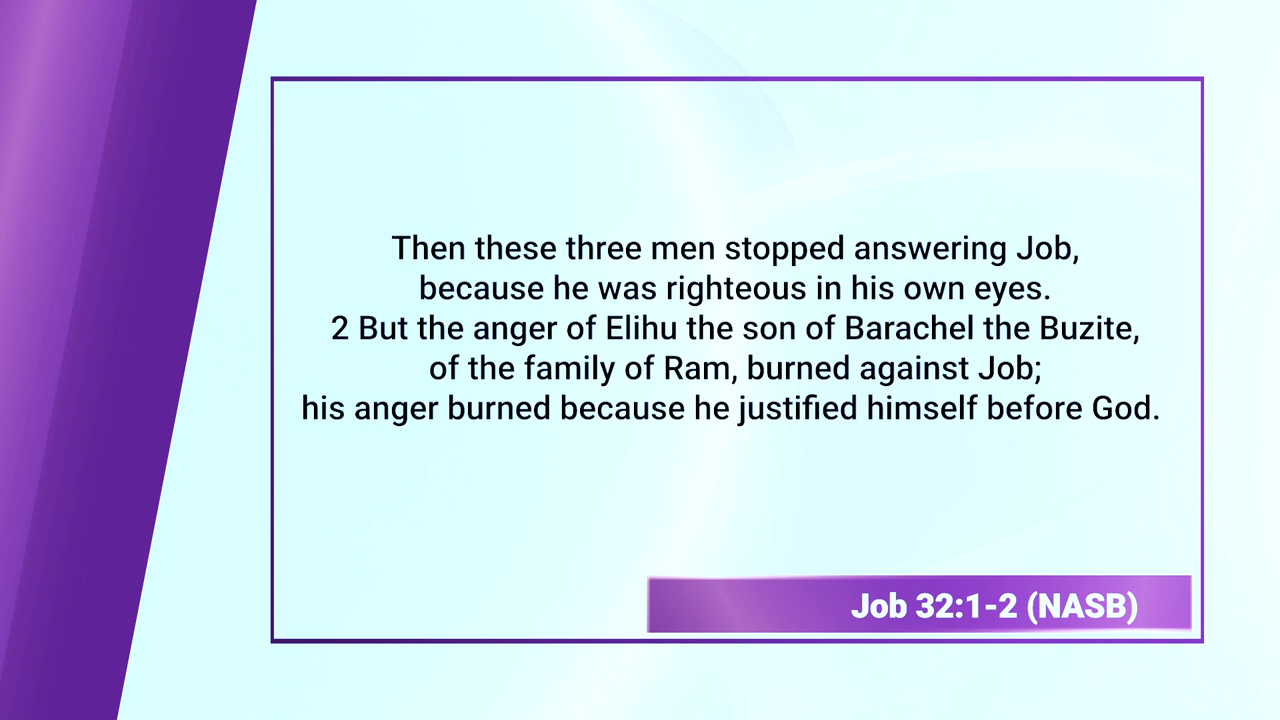 Then these three men stopped answering Job,
because he was righteous in his own eyes.
2 But the anger of Elihu the son of Barachel the Buzite,
of the family of Ram, burned against Job;
his anger burned because he justified himself before God.
Job 32:1-2 (NASB)